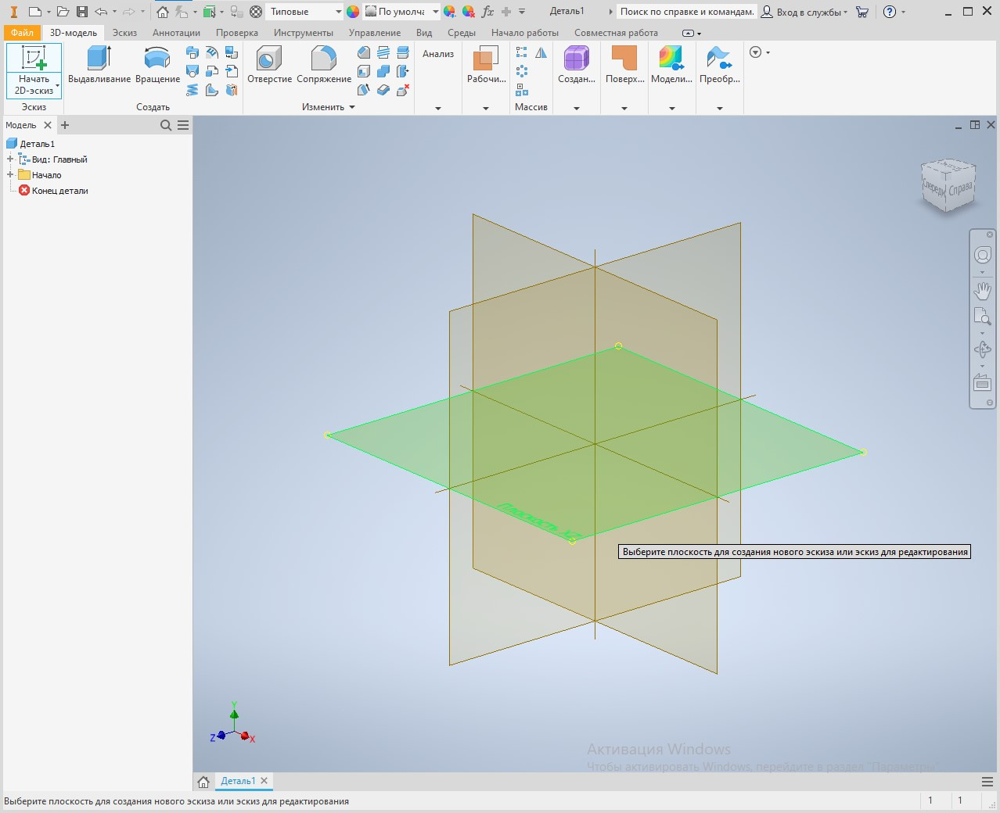 Типовые
По умолча
Деталь1
Поиск по справке и командам.
Вход в службы
Файл
3D-модель
Эскиз
Аннотации
Проверка
Инструменты
Управление
Вид
Среды
Начало работы
Совместная работа
Начать
2D-эскиз
Эскиз
Выдавливание
Вращение
Создать
Отверстие
Сопряжение
Изменить
Анализ
Рабочи...
Массив
Создан...
Поверх...
Модели...
Преобр...
Модель
Деталь1
Вид: Главный
Начало
Конец детали
Спереди
Справа
Плоскость XZ
Выберите плоскость для создания нового эскиза или эскиз для редактирования
Y
Z
X
Активация Windows
Чтобы активировать Windows, перейдите в раздел "Параметры
Деталь1
Выберите плоскость для создания нового эскиза или эскиз для редактирования
1
1